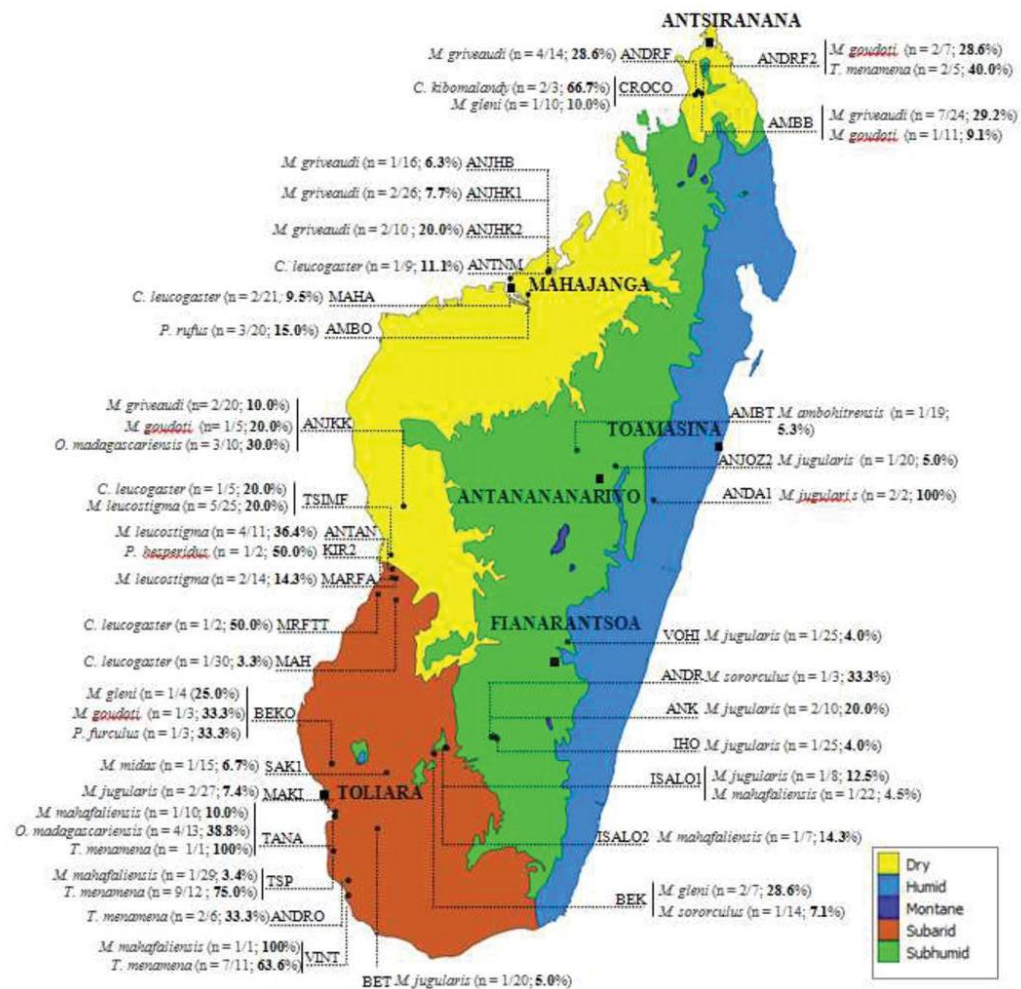 ANTSIRANANA
M. griveaudi (n = 4/14; 28.6%) ANDRF
ANDRF2 M. goudoti (n = 2/7; 28.6%)
T. menamena (n = 2/5; 40.0%)
C. kibomalandy (n = 2/3; 66.7%) CROCO
M. gleni (n = 1/10; 10.0%)
AMBB M. griveaudi (n = 7/24; 29.2%)
M. goudoti (n = 1/11; 9.1%)
M. griveaudi (n = 1/16; 6.3%) ANJHB
M. griveaudi (n = 2/26; 7.7%) ANJHK1
M. griveaudi (n = 2/10 ; 20.0%) ANJHK2
C. leucogaster (n = 1/9; 11.1%) ANTNM
MAHAJANGA
C. leucogaster (n = 2/21; 9.5%) MAHA
P. rufus (n = 3/20; 15.0%) AMBO
M. griveaudi (n= 2/20; 10.0%)
M. goudoti (n = 1/5; 20.0%) ANJKK
O. madagascariensis (n = 3/10; 30.0%)
AMBT M. ambohitrensis (n = 1/19;
5.3%)
TOAMASINA
ANJOZ2 M. jugularis (n = 1/20; 5.0%)
C. leucogaster (n = 1/5; 20.0%) TSIMF
M. leucostigma (n = 5/25; 20.0%)
ANTANANANARIVO
ANDA1 M. jugularis (n = 2/2; 100%)
M. leucostigma (n = 4/11; 36.4%) ANTAN
P. hesperidus (n = 1/2; 50.0%) KIR2
M. leucostigma (n = 2/14; 14.3%) MARFA
C. leucogaster (n = 1/2; 50.0%) MRFTT
FIANARANTSOA
VOHI M. jugularis (n = 1/25; 4.0%)
C. leucogaster (n = 1/30; 3.3%) MAH
ANDR M. sororculus (n = 1/3; 33.3%)
M. gleni (n = 1/4 (25.0%)
M. goudoti (n = 1/3; 33.3%) BEKO
P. furculus (n = 1/3; 33.3%)
ANK M. jugularis (n = 2/10; 20.0%)
IHO M. jugularis (n = 1/25; 4.0%)
M. midas (n = 1/15; 6.7%) SAK1
ISALO1 M. jugularis (n = 1/8; 12.5%)
M. mahafaliensis (n = 1/22; 4.5%)
M. jugularis (n = 2/27; 7.4%) MAKI
TOLIARA
M. mahafaliensis (n = 1/10; 10.0%)
O. madagascariensis (n = 4/13; 38.8%) TANA
T. menamena (n = 1/1; 100%)
ISALO2 M. mahafaliensis (n = 1/7; 14.3%)
M. mahafaliensis (n = 1/29; 3.4%) TSP
T. menamena (n = 9/12; 75.0%)
BEK M. gleni (n = 2/7; 28.6%)
M. sororculus (n = 1/14; 7.1%)
T. menamena (n = 2/6; 33.3%) ANDRO
M. mahafaliensis (n = 1/1; 100%) VINT
T. menamena (n = 7/11; 63.6%)
BET M. jugularis (n = 1/20; 5.0%)
Dry
Humid
Montane
Subarid
Subhumid